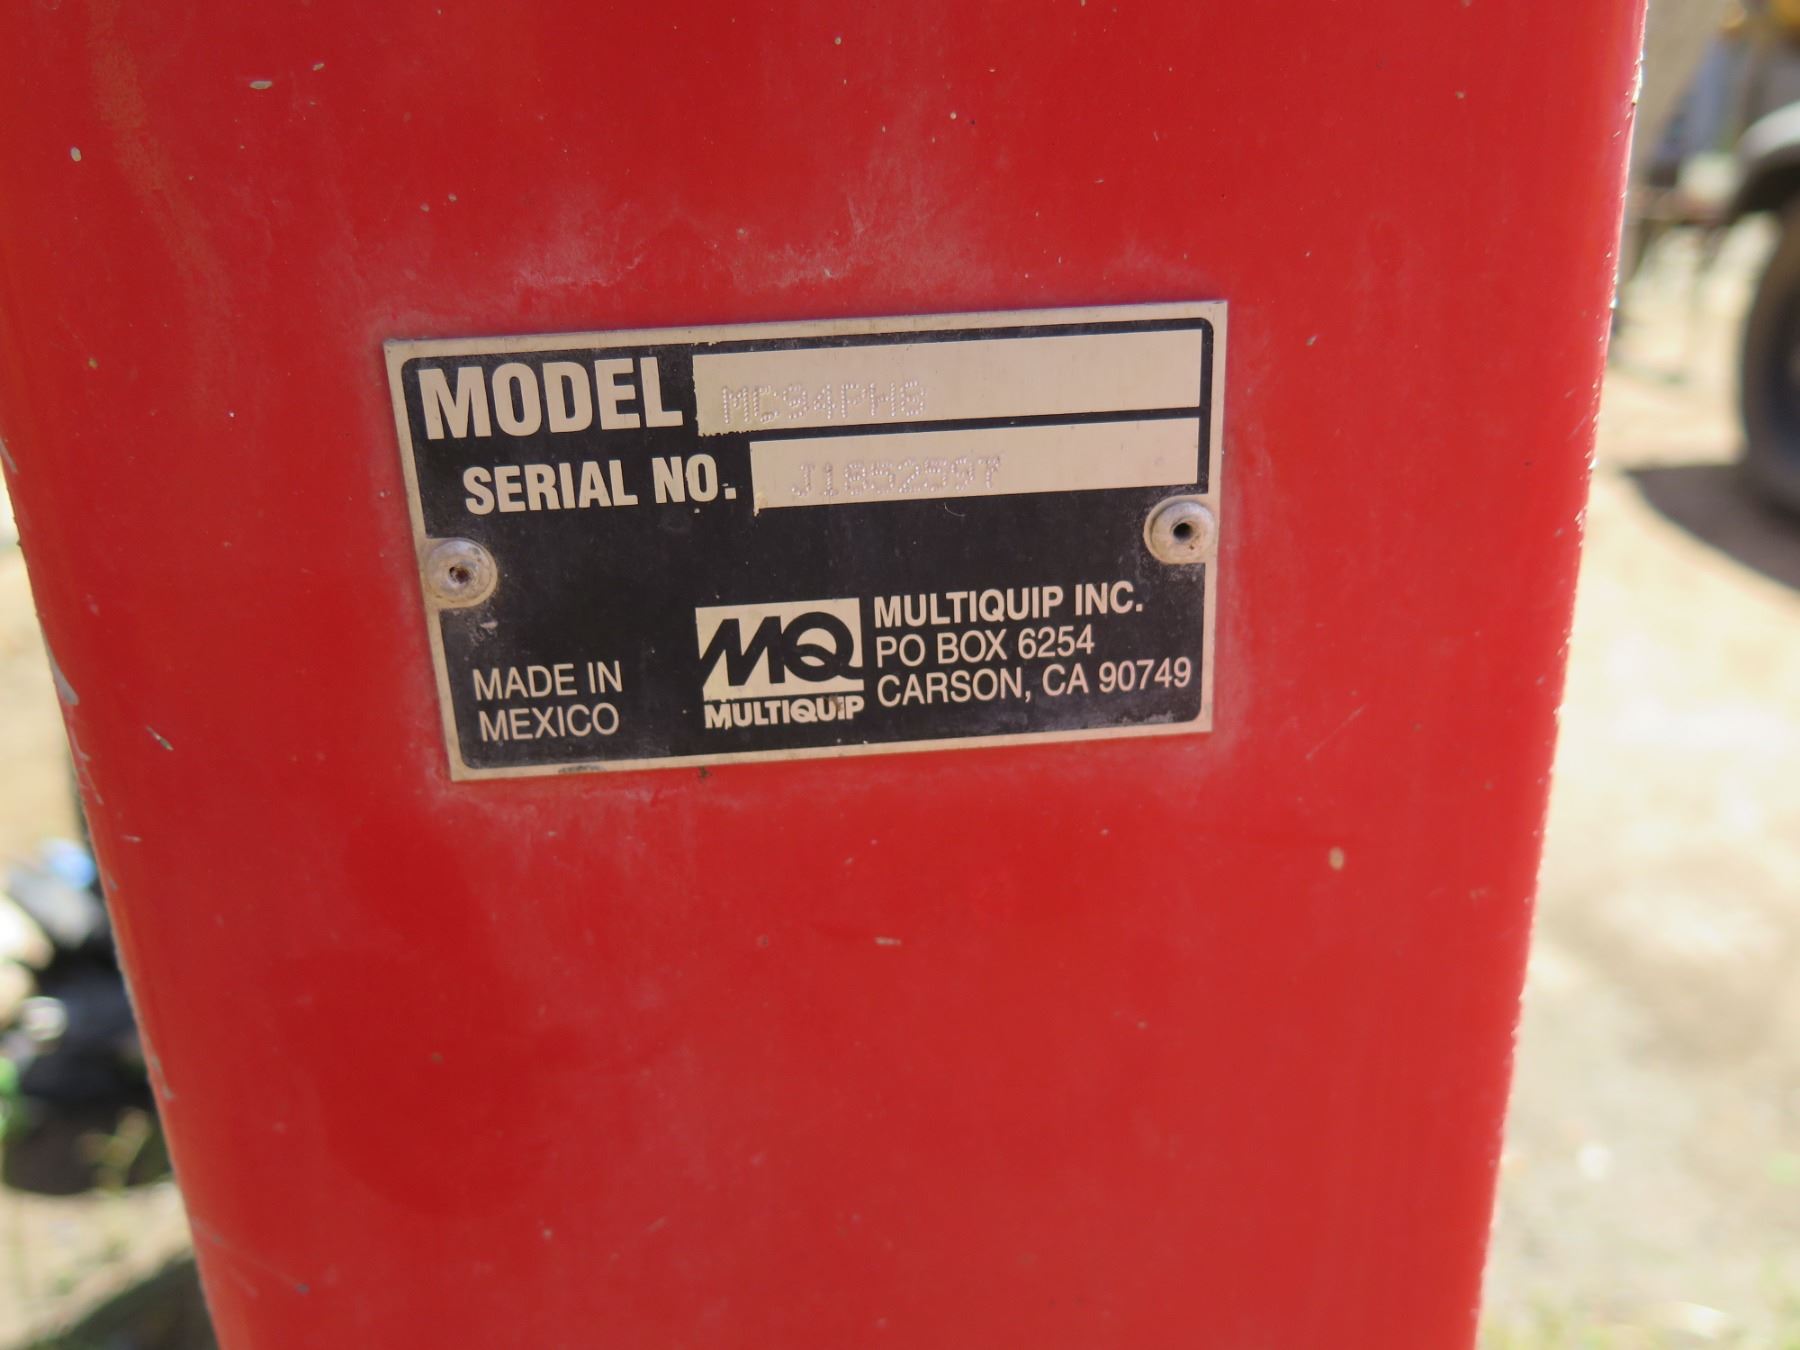 MODEL MC94PH8
SERIAL NO. J1852597
MADE IN
MEXICO
MQ
MULTIQUIP
MULTIQUIP INC.
PO BOX 6254
CARSON, CA 90749